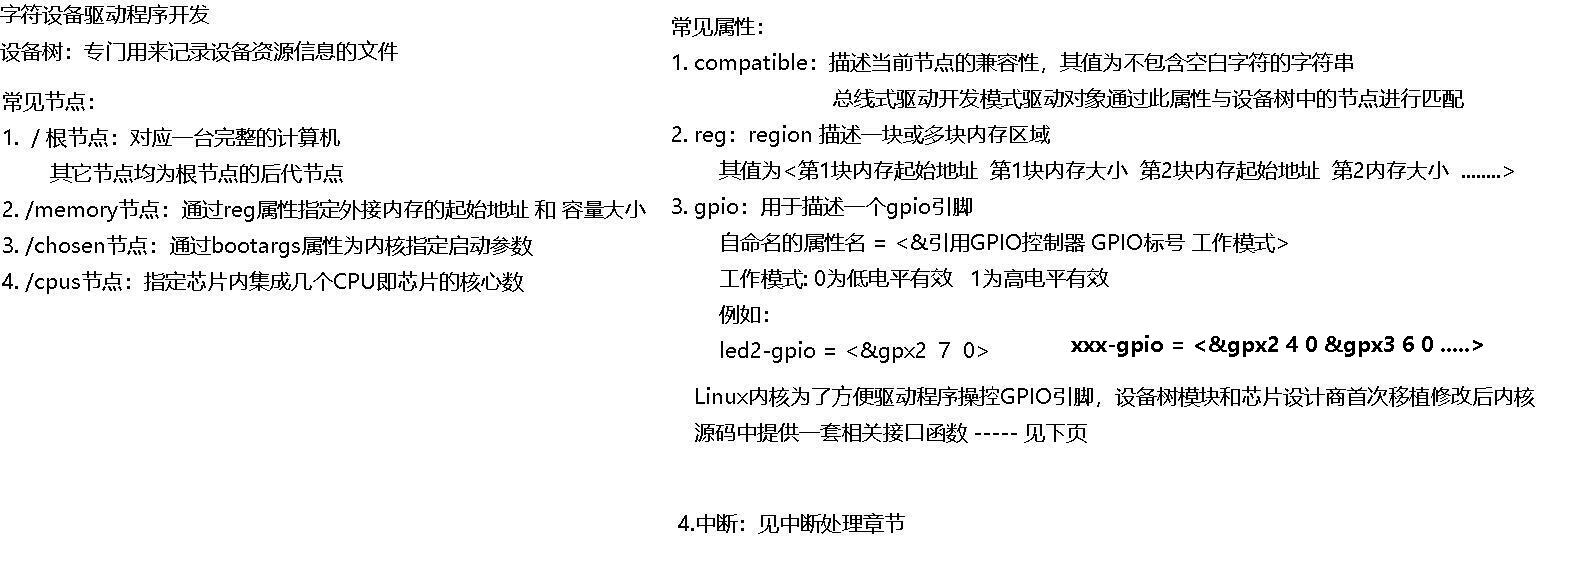 字符设备驱动程序开发
设备树：专门用来记录设备资源信息的文件
常见节点：
1. / 根节点：对应一台完整的计算机
其它节点均为根节点的后代节点
2. /memory节点：通过reg属性指定外接内存的起始地址 和 容量大小
3. /chosen节点：通过bootargs属性为内核指定启动参数
4. /cpus节点：指定芯片内集成几个CPU即芯片的核心数
常见属性：
1. compatible：描述当前节点的兼容性，其值为不包含空白字符的字符串
总线式驱动开发模式驱动对象通过此属性与设备树中的节点进行匹配
2. reg：region 描述一块或多块内存区域
其值为<第1块内存起始地址 第1块内存大小 第2块内存起始地址 第2内存大小 ........>
3. gpio：用于描述一个gpio引脚
自命名的属性名 = <&引用GPIO控制器 GPIO标号 工作模式>
工作模式: 0为低电平有效 1为高电平有效
例如：
led2-gpio = <&gpx2 7 0>
xxx-gpio = <&gpx2 4 0 &gpx3 6 0 .....>
Linux内核为了方便驱动程序操控GPIO引脚，设备树模块和芯片设计商首次移植修改后内核
源码中提供一套相关接口函数 ----- 见下页
4.中断：见中断处理章节